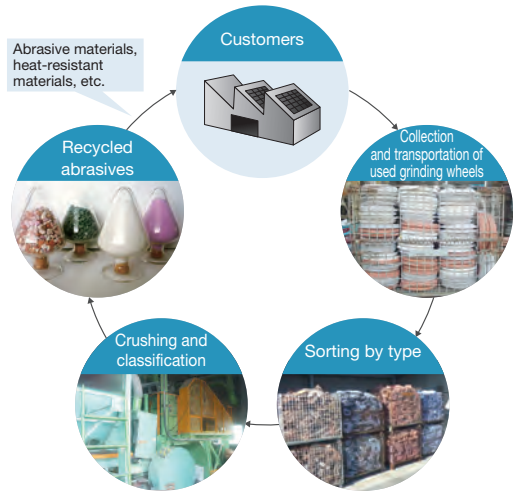 Customers
Abrasive materials,
heat-resistant
materials, etc.
Collection
and transportation of
used grinding wheels
Sorting by type
Crushing and
classification
Recycled
abrasives